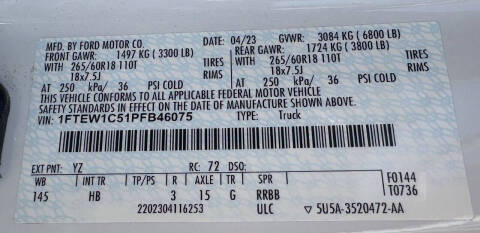 MFD. BY FORD MOTOR CO. 04/23 GVWR: 3084 KG ( 6800 LB)
FRONT GAWR: 1497 KG ( 3300 LB) REAR GAWR: 1724 KG ( 3800 LB)
WITH 265/60R18 110T TIRES WITH 265/60R18 110T TIRES
18x7.5J RIMS 18x7.5J RIMS
AT 250 kPa/ 36 PSI COLD AT 250 kPa/ 36 PSI COLD
THIS VEHICLE CONFORMS TO ALL APPLICABLE FEDERAL MOTOR VEHICLE
SAFETY STANDARDS IN EFFECT ON THE DATE OF MANUFACTURE SHOWN ABOVE.
VIN: 1FTEW1C51PFB46075 TYPE: Truck
EXT PNT: YZ RC: 72 DSO:
WB INT TR TP/PS R AXLE TR SPR F0144
145 HB 3 15 G RRBB T0736
2202304116253 ULC ▽ 5U5A-3520472-AA